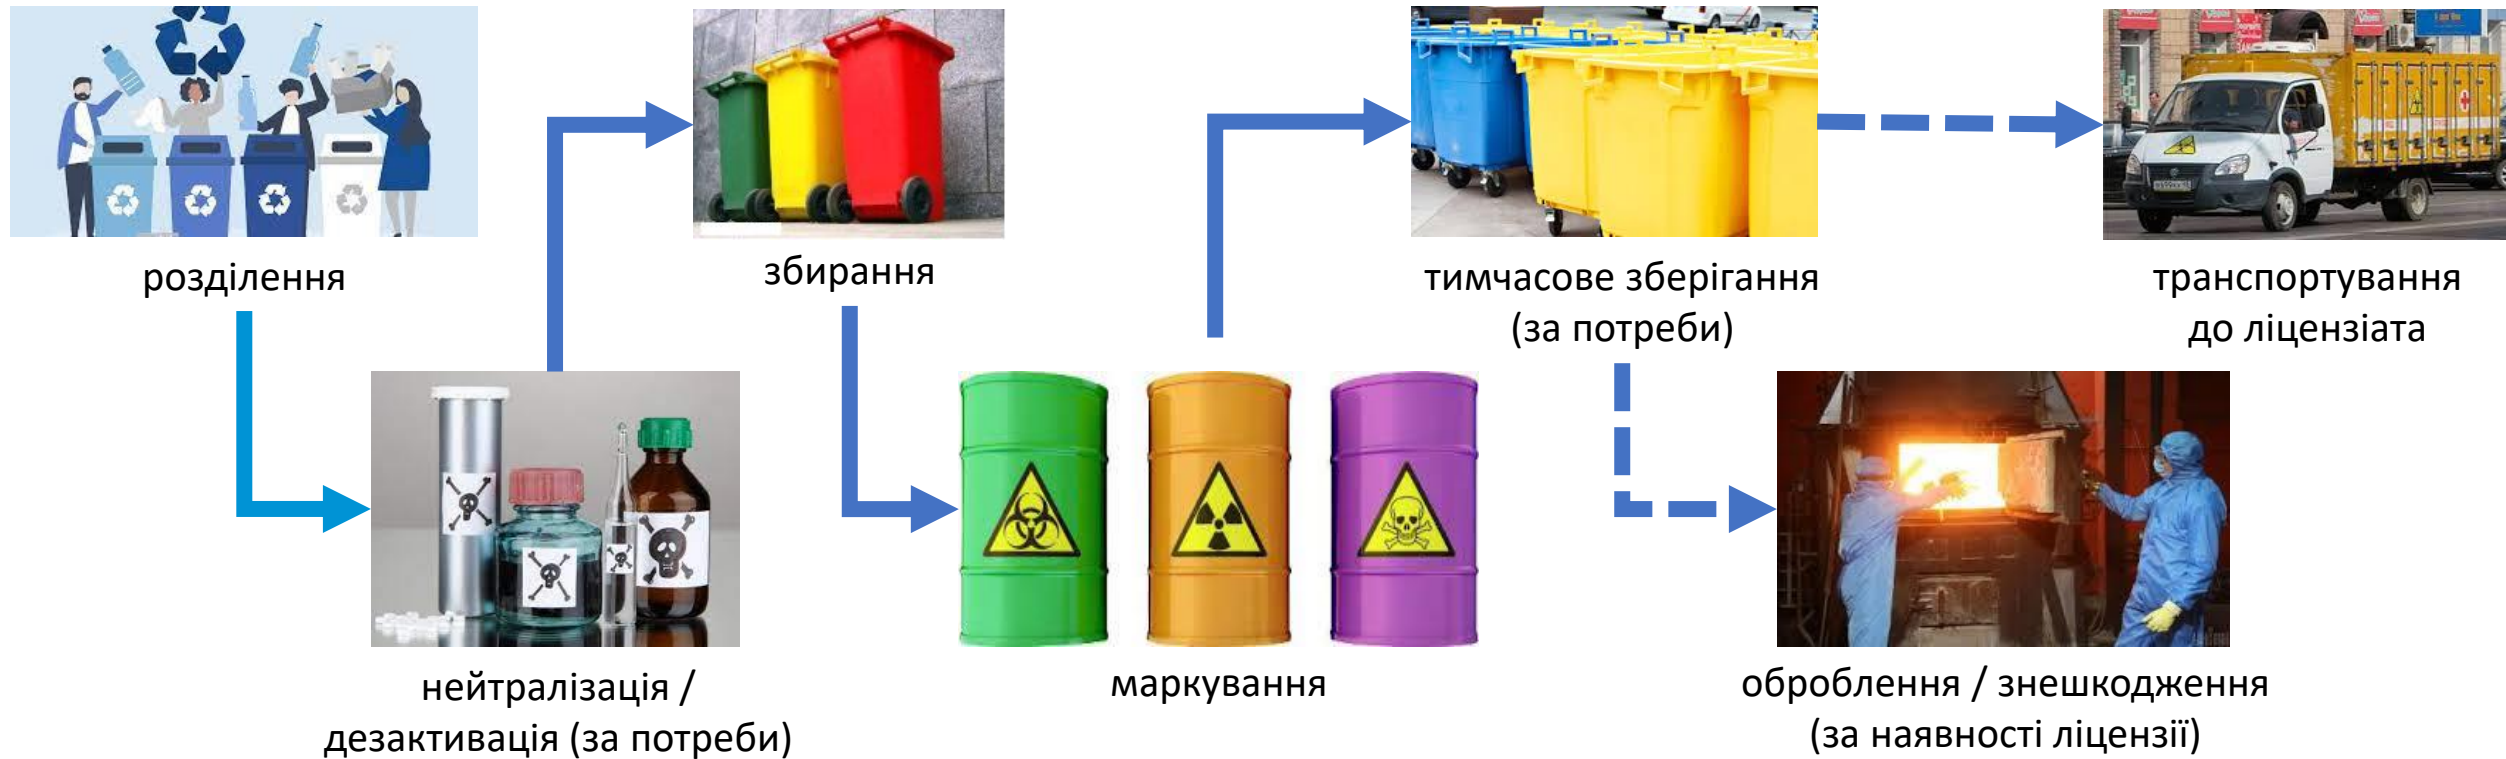 розділення
нейтралізація /
дезактивація (за потреби)
збирання
маркування
тимчасове зберігання
(за потреби)
транспортування
до ліцензіата
оброблення / знешкодження
(за наявності ліцензії)